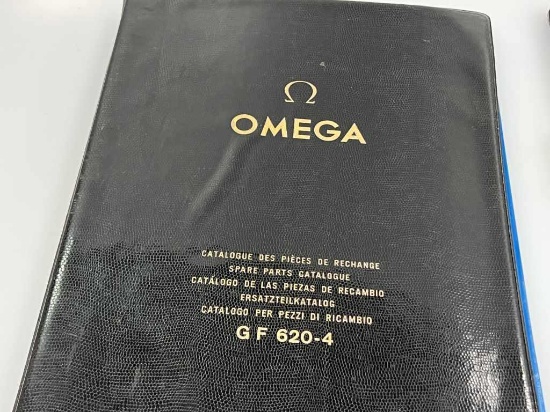 Ω
OMEGA
CATALOGUE DES PIÈCES DE RECHANGE
SPARE PARTS CATALOGUE
CATÁLOGO DE LAS PIEZAS DE RECAMBIO
ERSATZTEILKATALOG
CATALOGO PER PEZZI DI RICAMBIO
G F 620-4